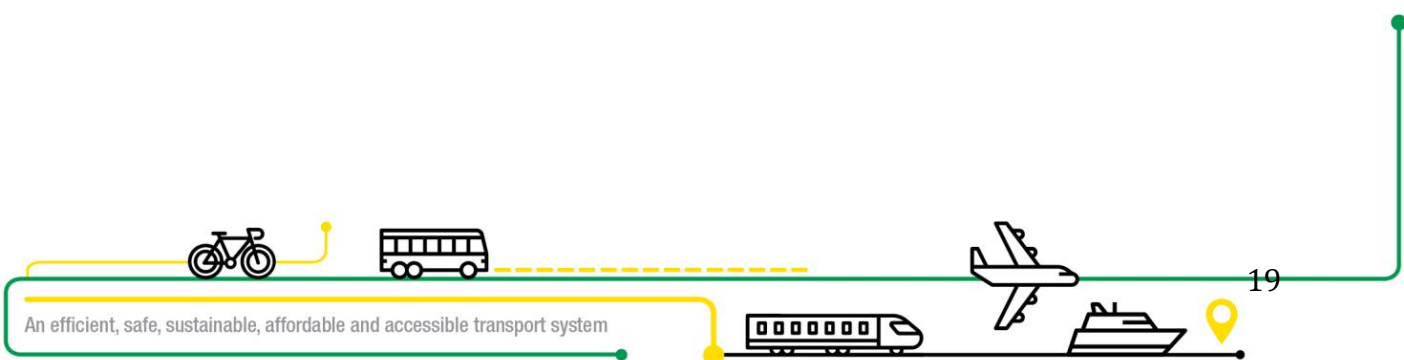 19
An efficient, safe, sustainable, affordable and accessible transport system